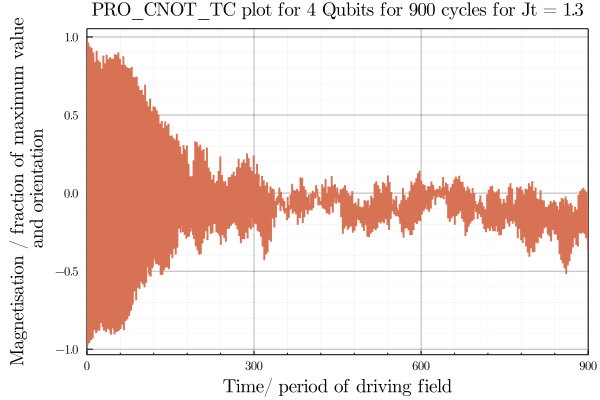 PRO_CNOT_TC plot for 4 Qubits for 900 cycles for Jt = 1.3
Magnetisation / fraction of maximum value
and orientation
1.0
0.5
0.0
−0.5
−1.0
0
300
600
900
Time/ period of driving field